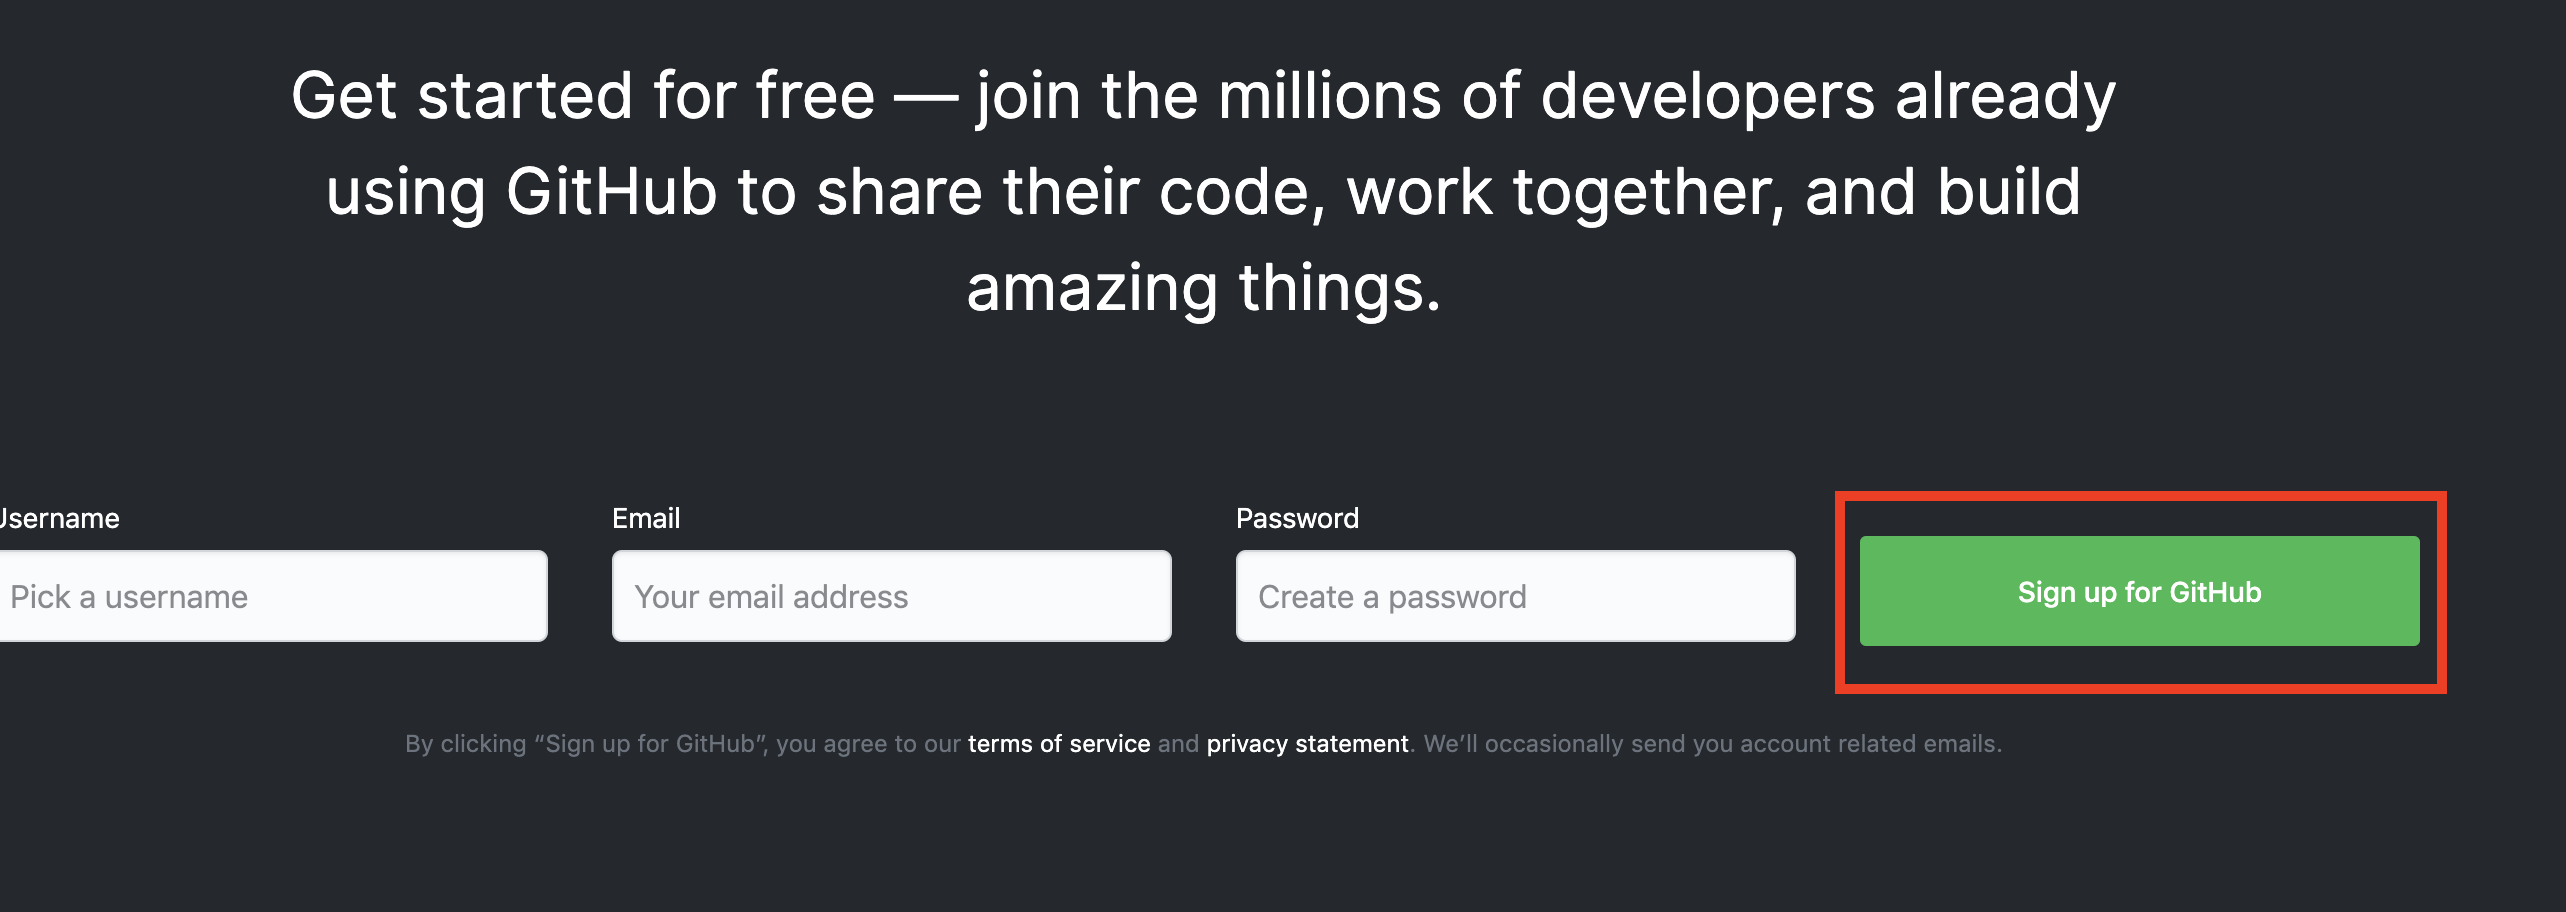 Get started for free — join the millions of developers already
using GitHub to share their code, work together, and build
amazing things.
Username
Email
Password
Pick a username
Your email address
Create a password
Sign up for GitHub
By clicking “Sign up for GitHub”, you agree to our terms of service and privacy statement. We’ll occasionally send you account related emails.